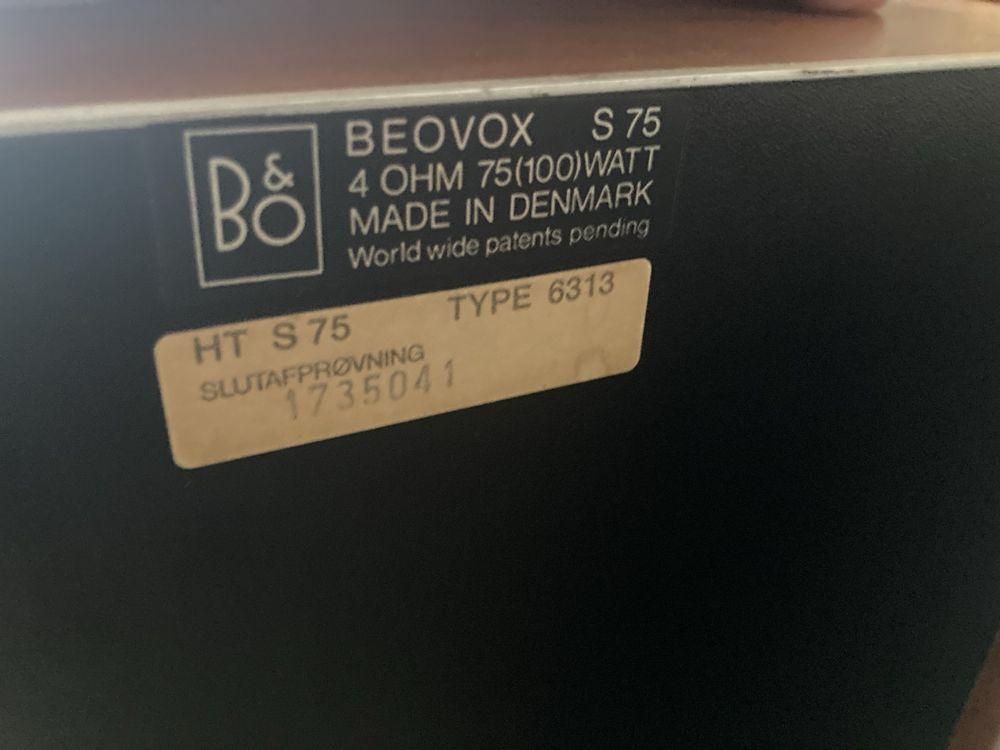 B&O
BEOVOX S 75
4 OHM 75(100)WATT
MADE IN DENMARK
World wide patents pending
HT S 75 TYPE 6313
SLUTAFPRØVNING
1735041